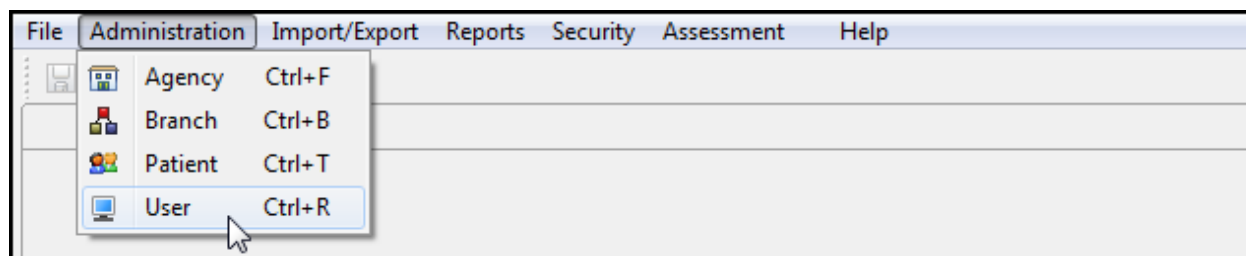 File Administration Import/Export Reports Security Assessment Help
Agency Ctrl+F
Branch Ctrl+B
Patient Ctrl+T
User Ctrl+R